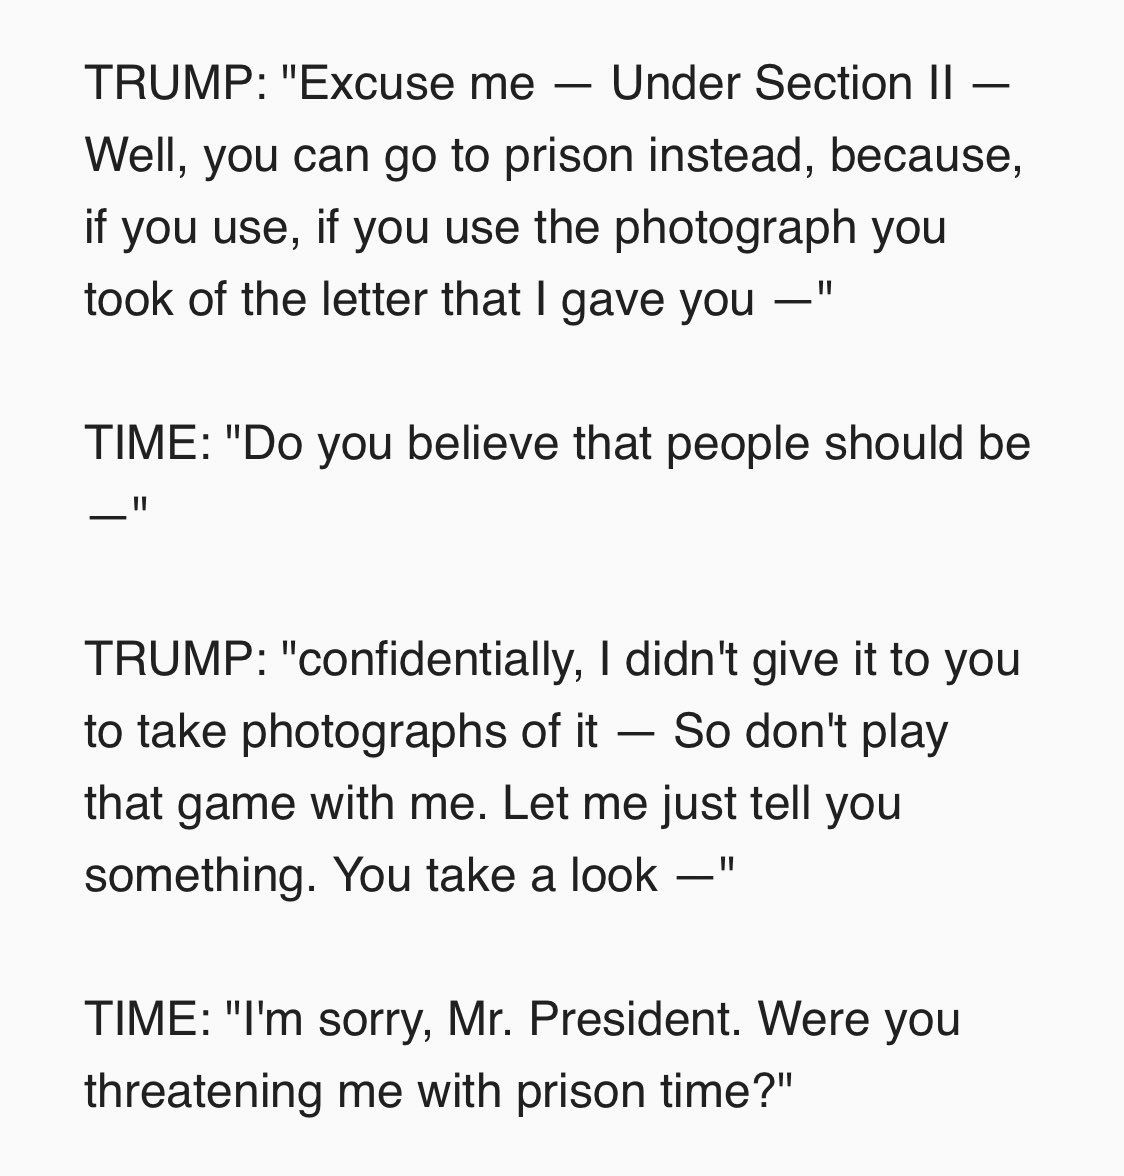 TRUMP: "Excuse me — Under Section II —
Well, you can go to prison instead, because,
if you use, if you use the photograph you
took of the letter that I gave you —"
TIME: "Do you believe that people should be
—"
TRUMP: "confidentially, I didn't give it to you
to take photographs of it — So don't play
that game with me. Let me just tell you
something. You take a look —"
TIME: "I'm sorry, Mr. President. Were you
threatening me with prison time?"